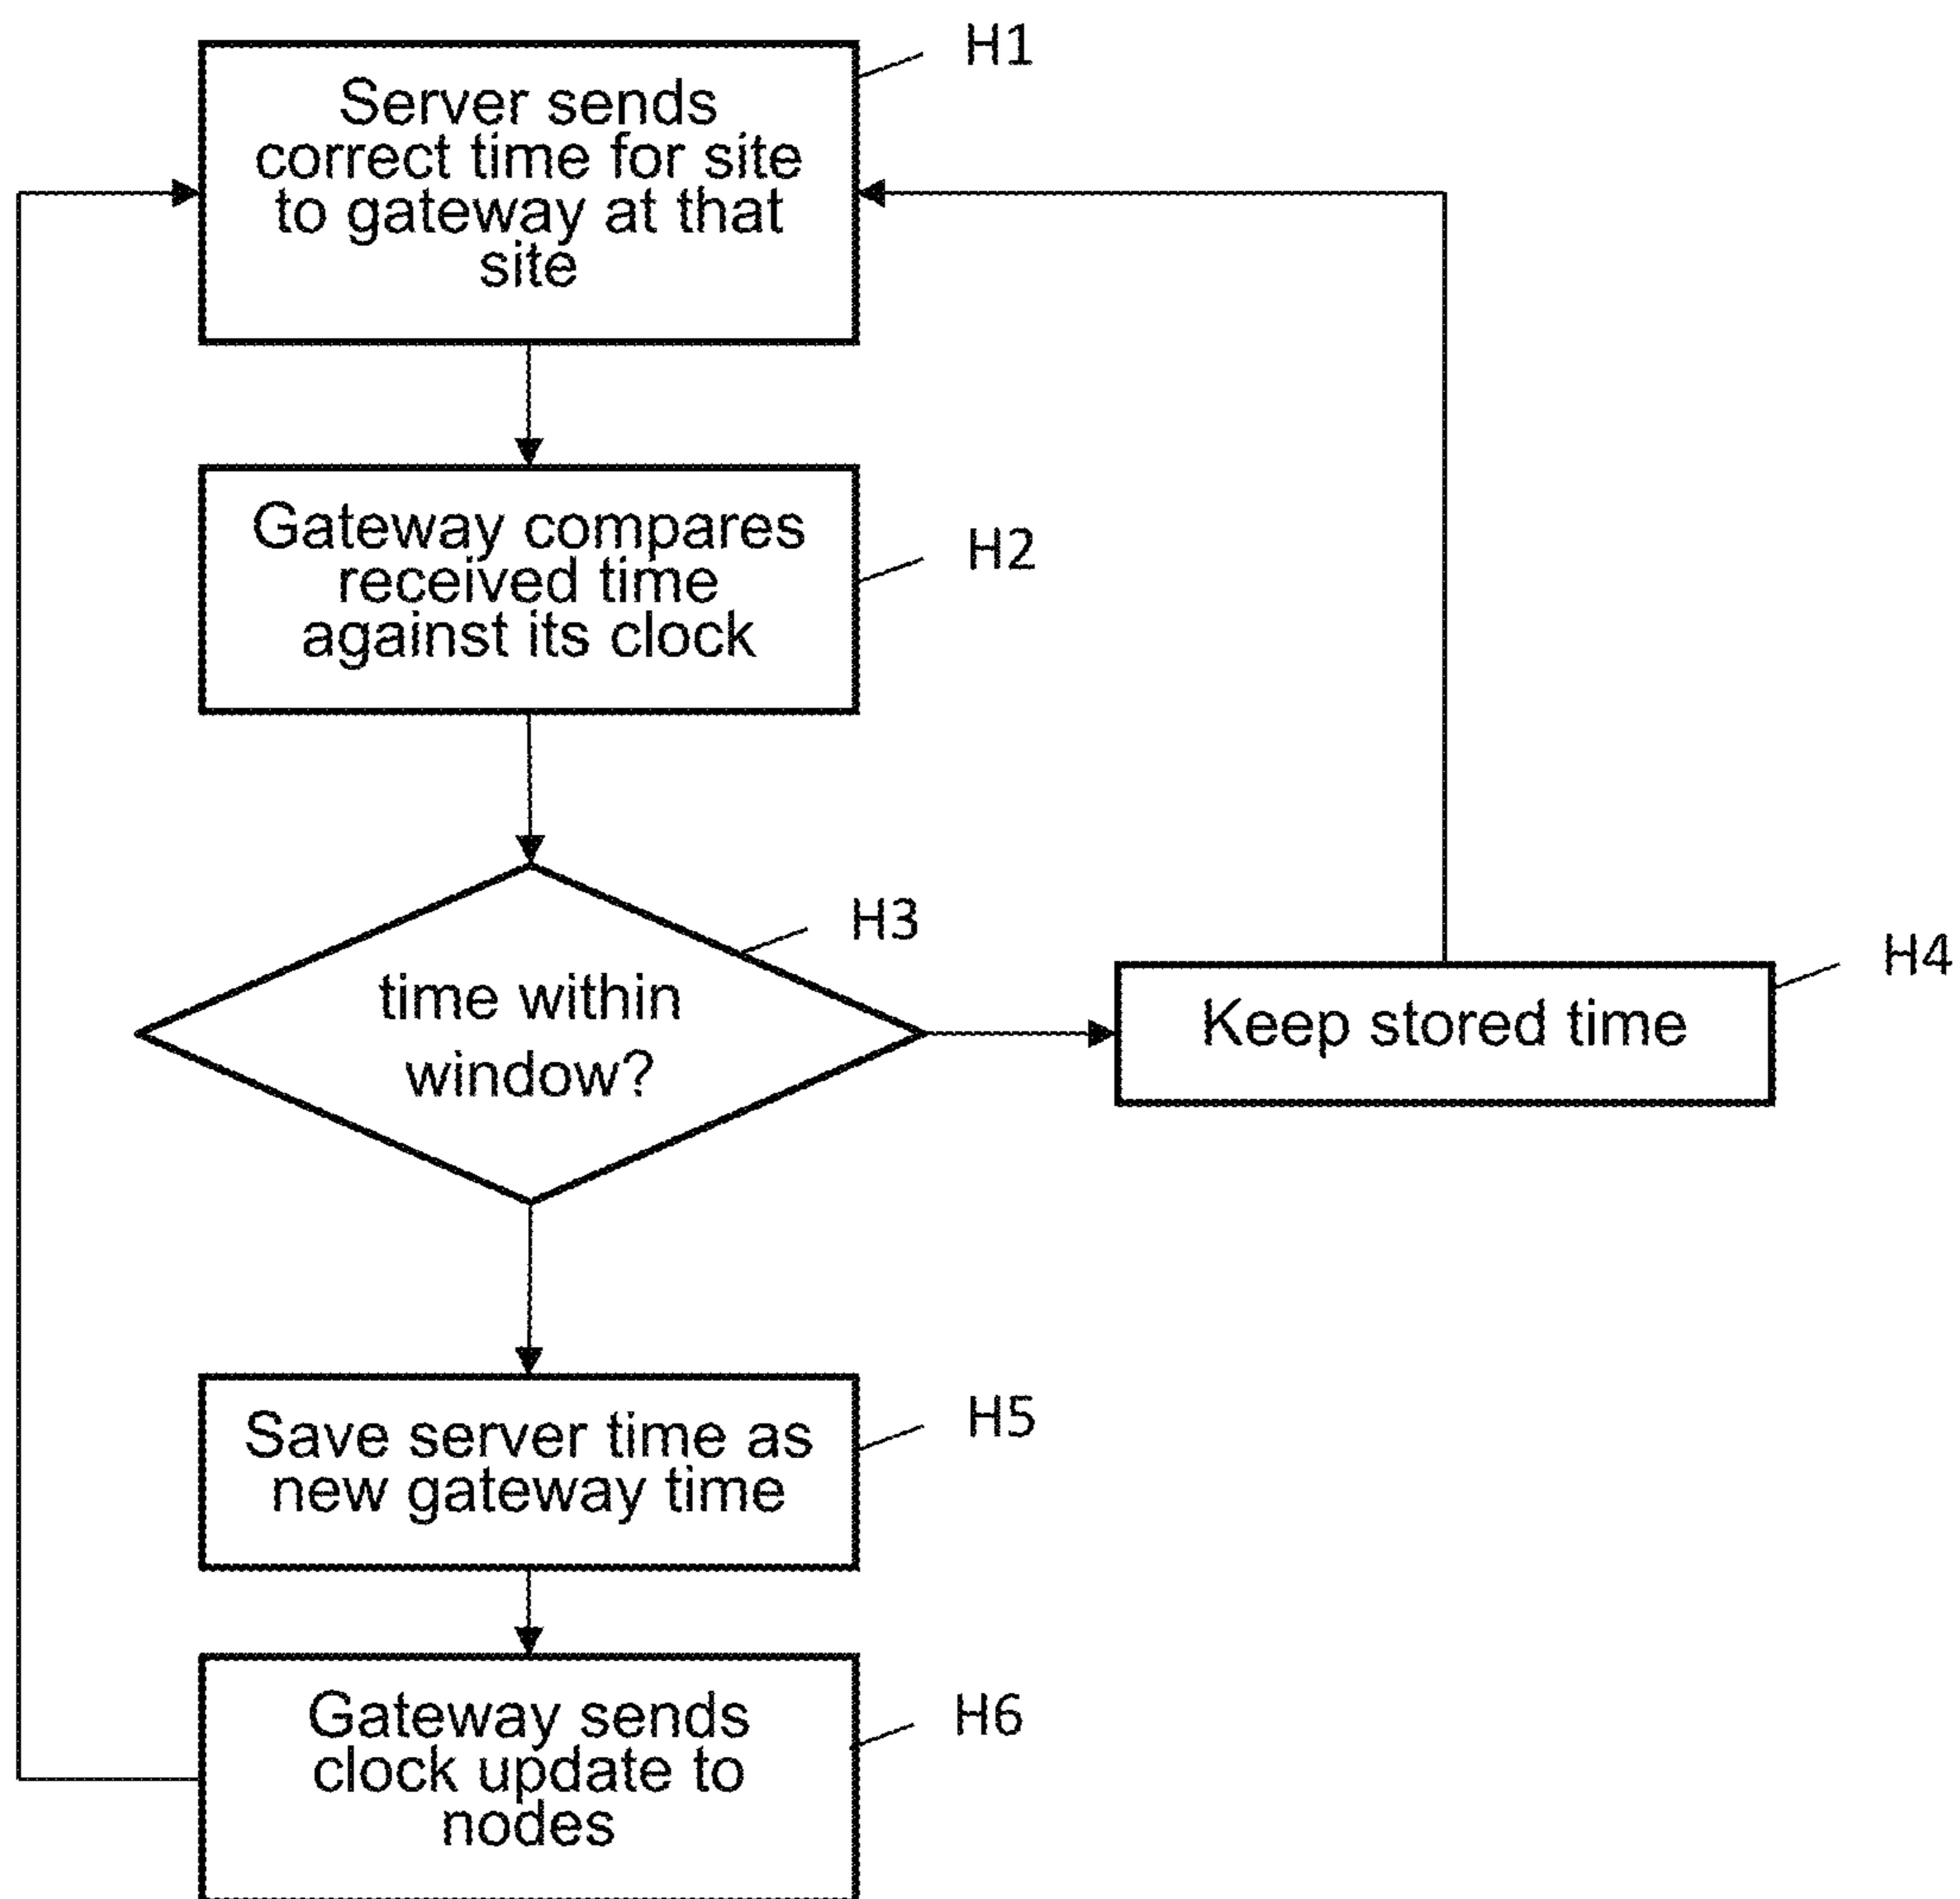 H1
Server sends
correct time for site
to gateway at that
site
Gateway compares
received time
against its clock
H2
H3
time within
window?
H4
Keep stored time
Save server time as
new gateway time
H5
Gateway sends
clock update to
nodes
H6